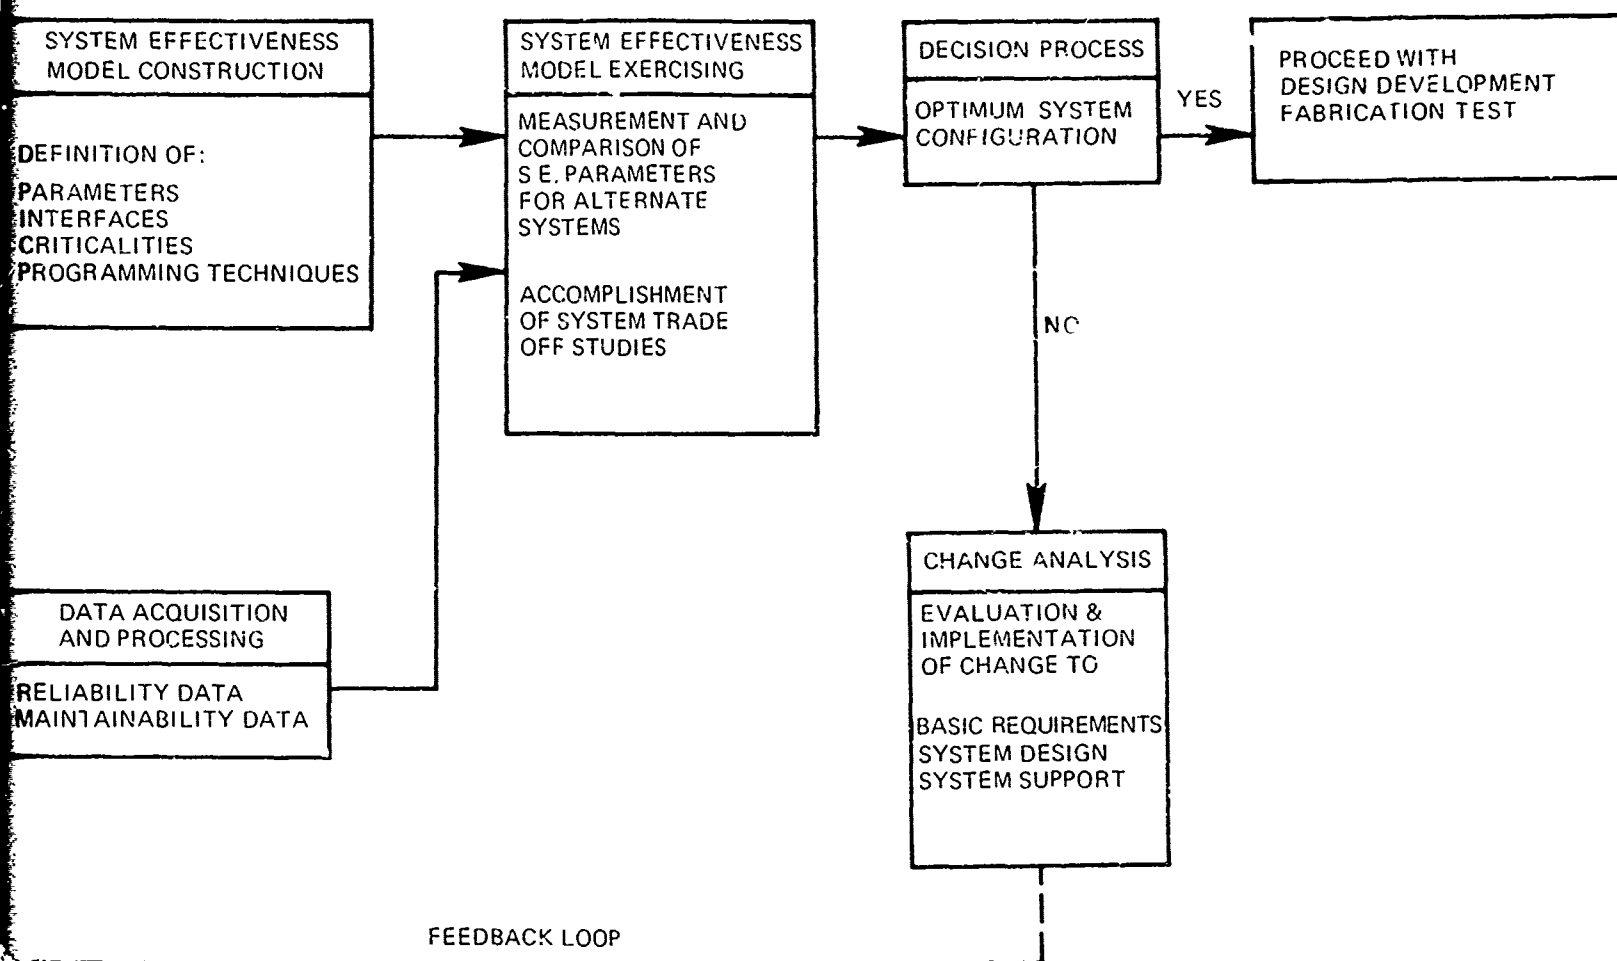 SYSTEM EFFECTIVENESS
MODEL CONSTRUCTION
DEFINITION OF:
PARAMETERS
INTERFACES
CRITICALITIES
PROGRAMMING TECHNIQUES
SYSTEM EFFECTIVENESS
MODEL EXERCISING
MEASUREMENT AND
COMPARISON OF
S E. PARAMETERS
FOR ALTERNATE
SYSTEMS
ACCOMPLISHMENT
OF SYSTEM TRADE
OFF STUDIES
DECISION PROCESS
OPTIMUM SYSTEM
CONFIGURATION
YES
PROCEED WITH
DESIGN DEVELOPMENT
FABRICATION TEST
NO
DATA ACQUISITION
AND PROCESSING
RELIABILITY DATA
MAINTAINABILITY DATA
CHANGE ANALYSIS
EVALUATION &
IMPLEMENTATION
OF CHANGE TO
BASIC REQUIREMENTS
SYSTEM DESIGN
SYSTEM SUPPORT
FEEDBACK LOOP